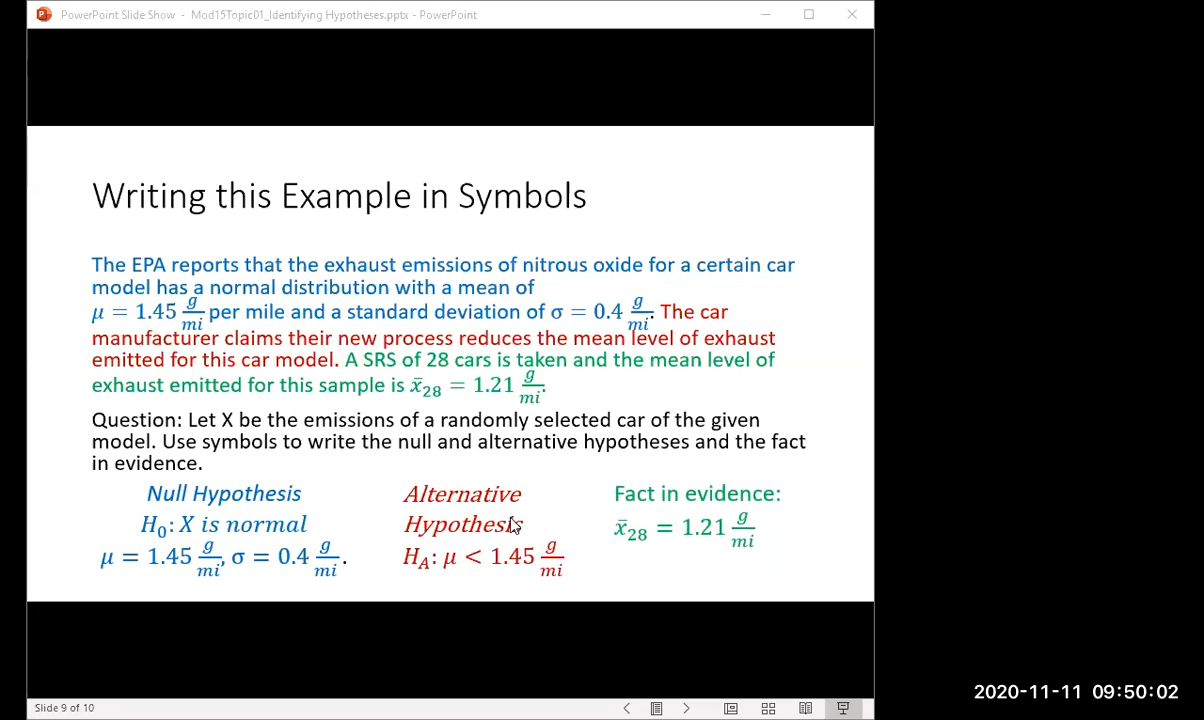 PowerPoint Slide Show - Mod15Topic01_Identifying Hypotheses.pptx - PowerPoint
Writing this Example in Symbols
The EPA reports that the exhaust emissions of nitrous oxide for a certain car
model has a normal distribution with a mean of
μ = 1.45 g/mi per mile and a standard deviation of σ = 0.4 g/mi. The car
manufacturer claims their new process reduces the mean level of exhaust
emitted for this car model. A SRS of 28 cars is taken and the mean level of
exhaust emitted for this sample is x̄₂₈ = 1.21 g/mi.
Question: Let X be the emissions of a randomly selected car of the given
model. Use symbols to write the null and alternative hypotheses and the fact
in evidence.
Null Hypothesis
H₀: X is normal
μ = 1.45 g/mi, σ = 0.4 g/mi.
Alternative
Hypothesis
H_A: μ < 1.45 g/mi
Fact in evidence:
x̄₂₈ = 1.21 g/mi
2020-11-11 09:50:02
Slide 9 of 10